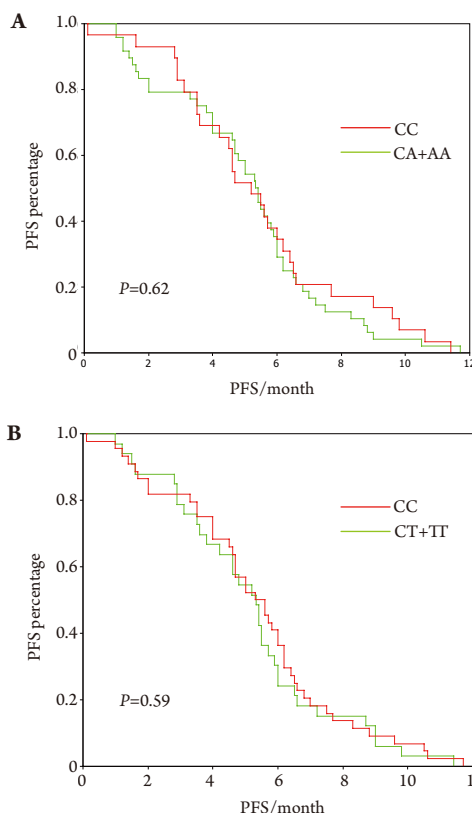 A
1.0
0.8
0.6
0.4
0.2
0
PFS percentage
CC
CA+AA
P=0.62
0 2 4 6 8 10 12
PFS/month
B
1.0
0.8
0.6
0.4
0.2
0
PFS percentage
CC
CT+TT
P=0.59
0 2 4 6 8 10
PFS/month